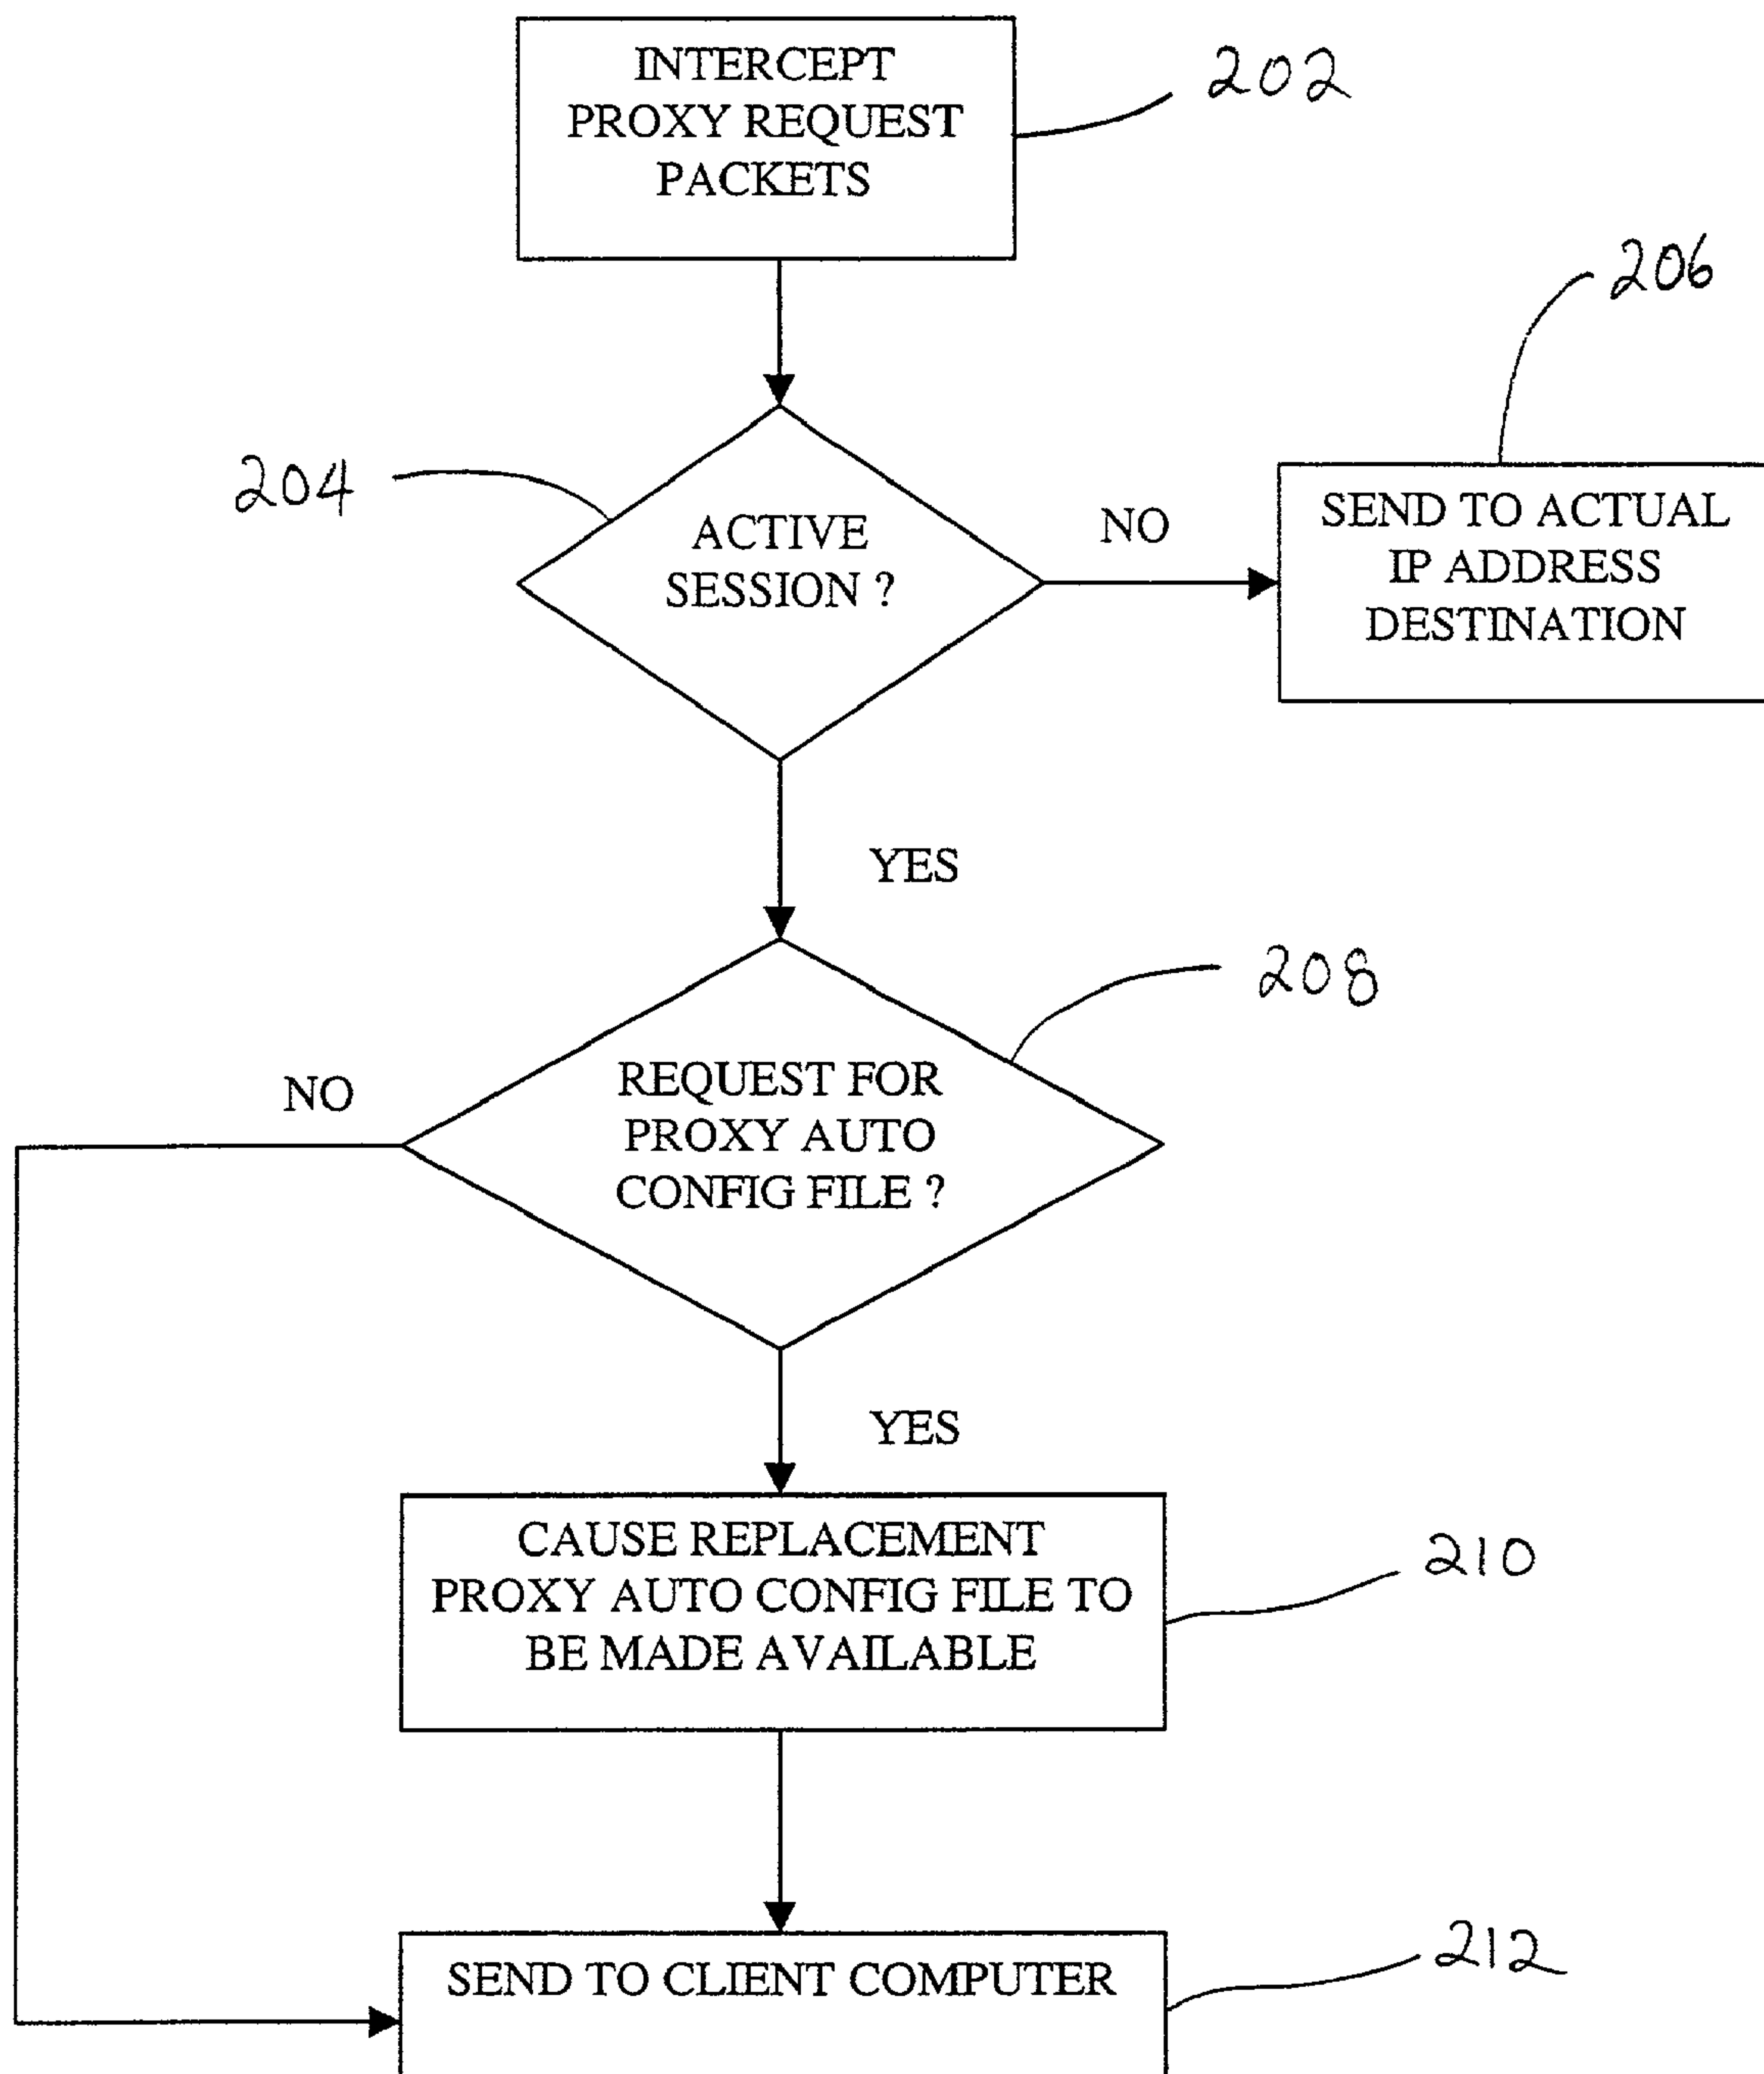 INTERCEPT
PROXY REQUEST
PACKETS
202
206
204
ACTIVE
SESSION ?
NO
SEND TO ACTUAL
IP ADDRESS
DESTINATION
YES
208
NO
REQUEST FOR
PROXY AUTO
CONFIG FILE ?
YES
CAUSE REPLACEMENT
PROXY AUTO CONFIG FILE TO
BE MADE AVAILABLE
210
SEND TO CLIENT COMPUTER
212